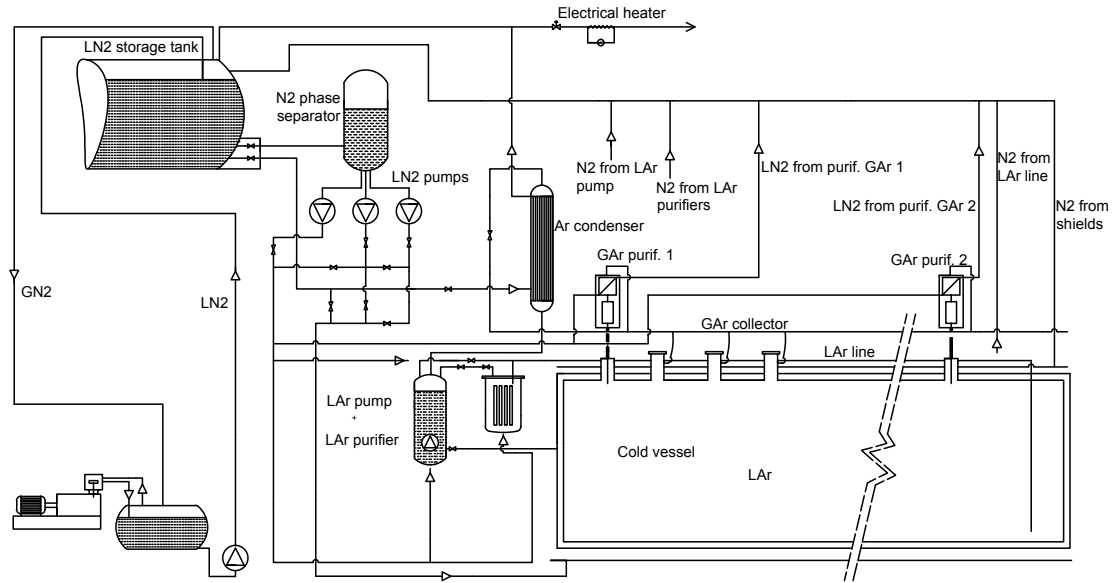 Electrical heater
LN2 storage tank
N2 phase
separator
LN2 pumps
N2 from LAr
pump
N2 from LAr
purifiers
LN2 from purif. GAr 1
LN2 from purif. GAr 2
N2 from
LAr line
N2 from
shields
Ar condenser
GAr purif. 1
GAr purif. 2
GN2
LN2
GAr collector
LAr line
LAr pump
+
LAr purifier
Cold vessel
LAr